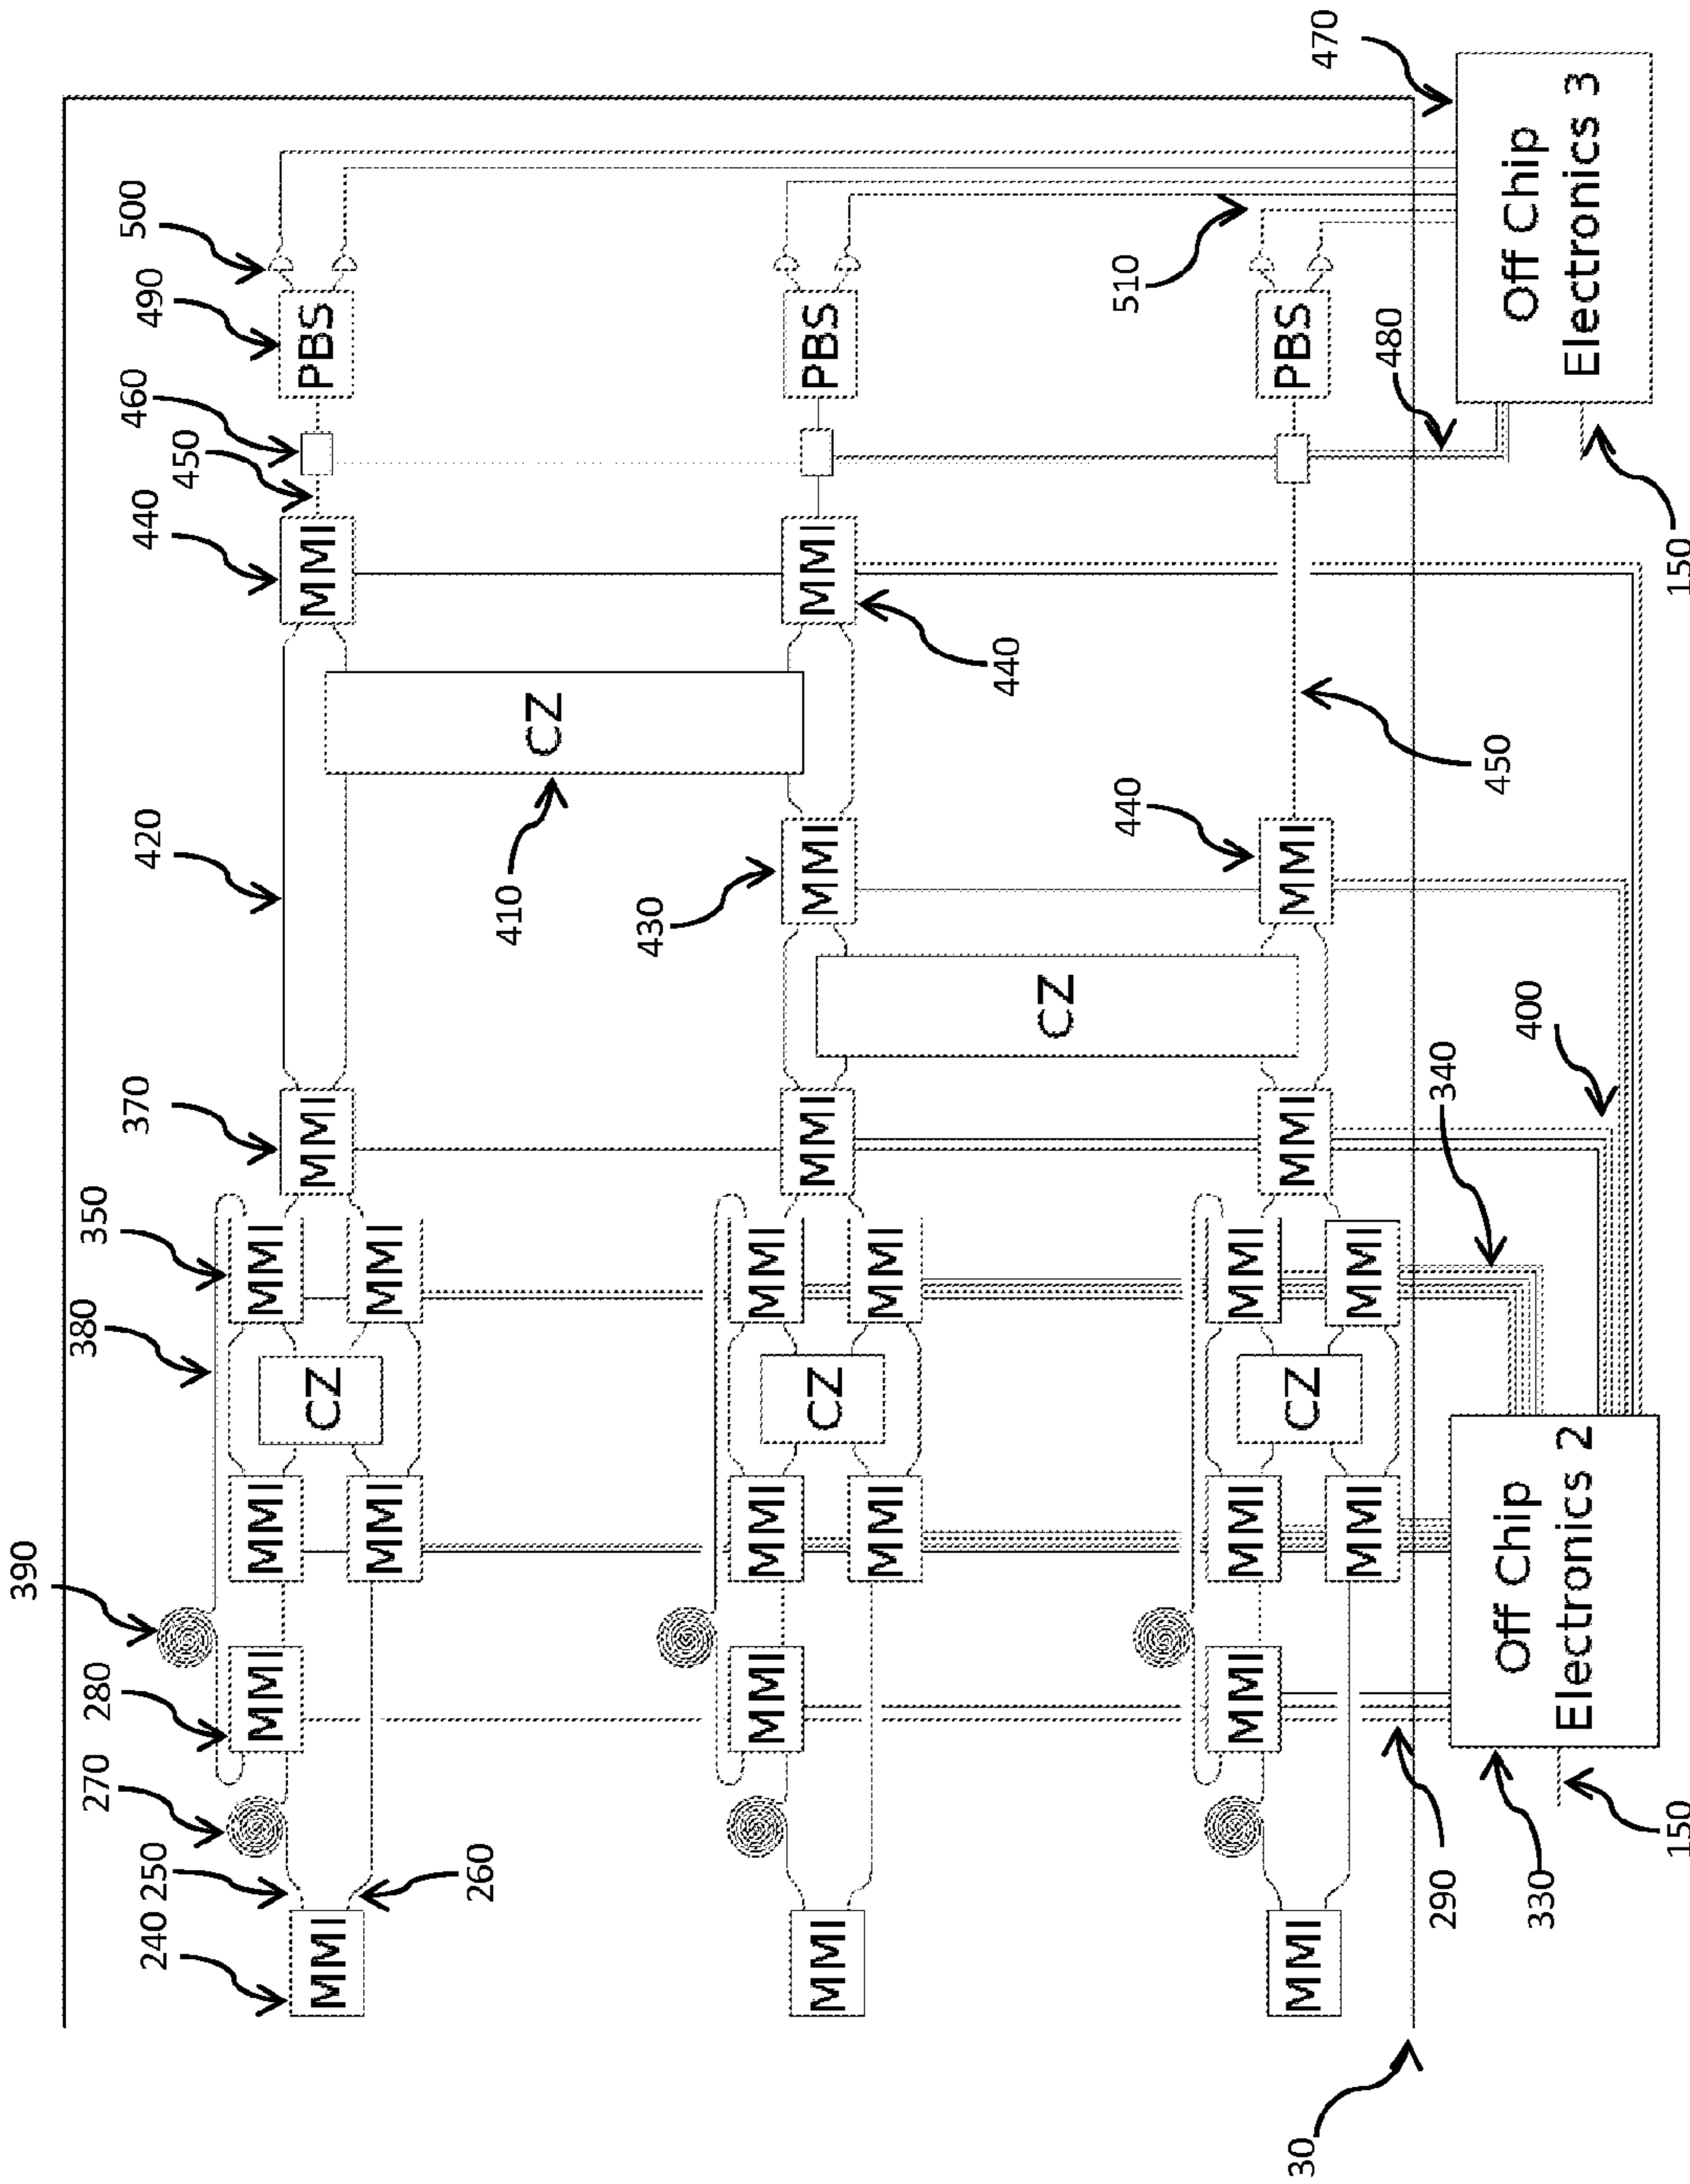 390
380
270
280
350
370
240
250
420
440
450
460
490
500
MMI
MMI
MMI
MMI
CZ
MMI
MMI
PBS
MMI
MMI
260
410
CZ
430
MMI
MMI
MMI
MMI
CZ
MMI
MMI
MMI
PBS
MMI
MMI
440
CZ
440
510
MMI
MMI
MMI
MMI
CZ
MMI
MMI
PBS
MMI
MMI
30
470
480
290
340
450
330
400
Off Chip
Electronics 2
Off Chip
Electronics 3
150
150